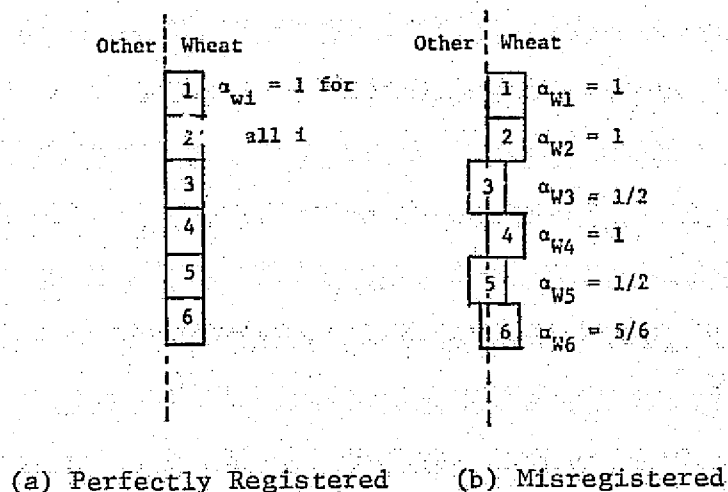 Other Wheat
1 α_wi = 1 for
2 all i
3
4
5
6
(a) Perfectly Registered
Other Wheat
1 α_W1 = 1
2 α_W2 = 1
3 α_W3 = 1/2
4 α_W4 = 1
5 α_W5 = 1/2
6 α_W6 = 5/6
(b) Misregistered